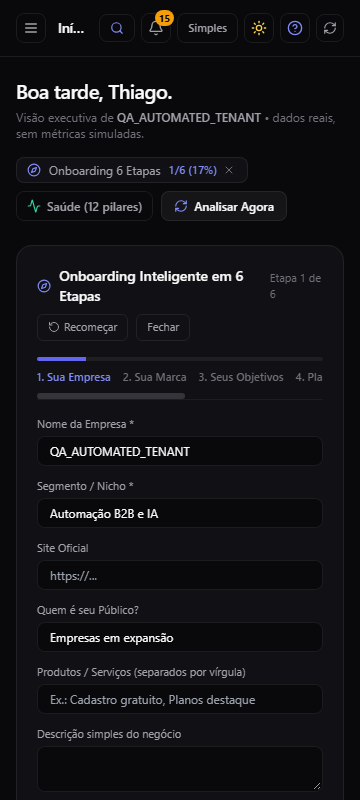 Iní...
15
Simples
Boa tarde, Thiago.
Visão executiva de QA_AUTOMATED_TENANT • dados reais,
sem métricas simuladas.
Onboarding 6 Etapas 1/6 (17%)
Saúde (12 pilares)
Analisar Agora
Onboarding Inteligente em 6
Etapas
Etapa 1 de
6
Recomeçar
Fechar
1. Sua Empresa 2. Sua Marca 3. Seus Objetivos 4. Pla
Nome da Empresa *
QA_AUTOMATED_TENANT
Segmento / Nicho *
Automação B2B e IA
Site Oficial
https://...
Quem é seu Público?
Empresas em expansão
Produtos / Serviços (separados por vírgula)
Ex.: Cadastro gratuito, Planos destaque
Descrição simples do negócio